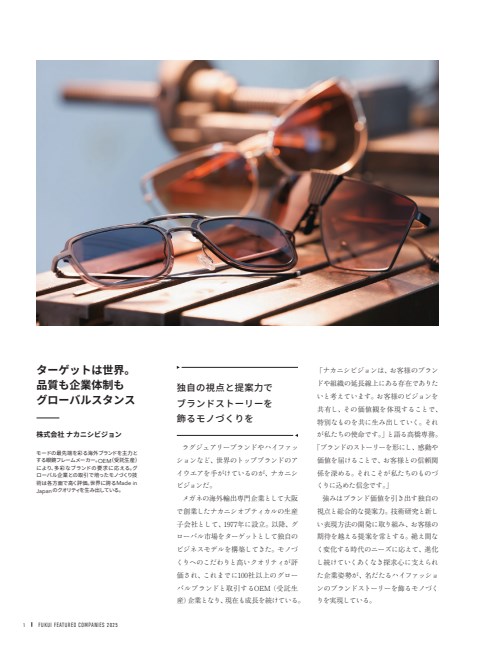 ターゲットは世界。
品質も企業体制も
グローバルスタンス
株式会社 ナカニシビジョン
モードの最先端を彩る海外ブランドを主力と
する眼鏡フレームメーカー。OEM（受託生産）
により、多彩なブランドの要求に応える。グ
ローバル企業との取引で培ったモノづくり技
術は各方面で高く評価。世界に誇るMade in
Japanのクオリティを生み出している。
独自の視点と提案力で
ブランドストーリーを
飾るモノづくりを
ラグジュアリーブランドやハイファッ
ションなど、世界のトップブランドのア
イウエアを手がけているのが、ナカニシ
ビジョンだ。
メガネの海外輸出専門企業として大阪
で創業したナカニシオプティカルの生産
子会社として、1977年に設立。以降、グ
ローバル市場をターゲットとして独自の
ビジネスモデルを構築してきた。モノづ
くりへのこだわりと高いクオリティが評
価され、これまでに100社以上のグロー
バルブランドと取引するOEM（受託生
産）企業となり、現在も成長を続けている。
「ナカニシビジョンは、お客様のブラン
ドや組織の延長線上にある存在でありた
いと考えています。お客様のビジョンを
共有し、その価値観を体現することで、
特別なものを共に生み出していく。それ
が私たちの使命です。」と語る高橋専務。
「ブランドのストーリーを形にし、感動や
価値を届けることで、お客様との信頼関
係を深める。それこそが私たちのものづ
くりに込めた信念です。」
強みはブランド価値を引き出す独自の
視点と総合的な提案力。技術研究と新し
い表現方法の開発に取り組み、お客様の
期待を越える提案を常とする。絶え間な
く変化する時代のニーズに応えて、進化
し続けていくあくなき探求心に支えられ
た企業姿勢が、名だたるハイファッショ
ンのブランドストーリーを飾るモノづく
りを実現している。
1 FUKUI FEATURED COMPANIES 2025